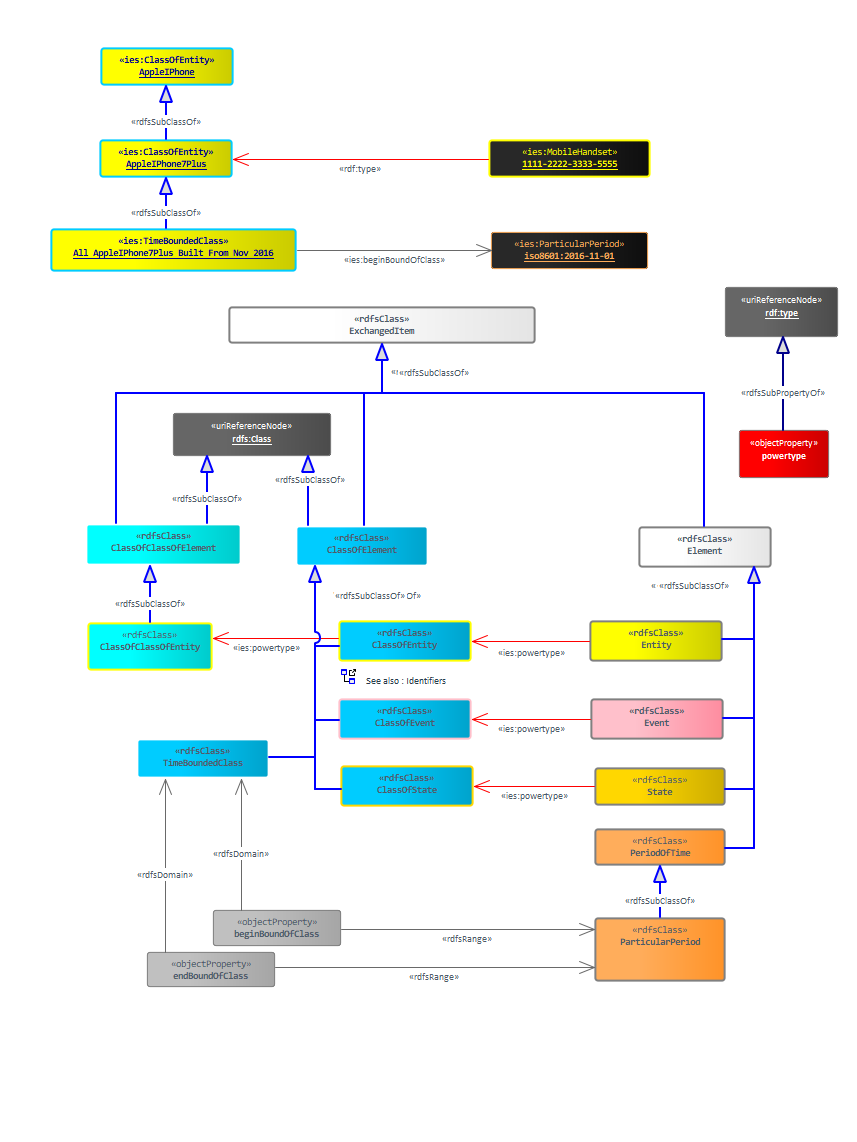 «ies:ClassOfEntity»
AppleIPhone
«rdfsSubClassOf»
«ies:ClassOfEntity»
AppleIPhone7Plus
«rdf:type»
«ies:MobileHandset»
1111-2222-3333-5555
«rdfsSubClassOf»
«ies:TimeBoundedClass»
All AppleIPhone7Plus Built From Nov 2016
«ies:beginBoundOfClass»
«ies:ParticularPeriod»
iso8601:2016-11-01
«uriReferenceNode»
rdf:type
«rdfsSubPropertyOf»
«objectProperty»
powertype
«rdfsClass»
ExchangedItem
«rdfsSubClassOf»
«uriReferenceNode»
rdfs:Class
«rdfsSubClassOf»
«rdfsSubClassOf»
«rdfsClass»
ClassOfClassOfElement
«rdfsClass»
ClassOfElement
«rdfsClass»
Element
«rdfsSubClassOf»
«rdfsSubClassOf» Of»
«rdfsSubClassOf»
«rdfsClass»
ClassOfClassOfEntity
«ies:powertype»
«rdfsClass»
ClassOfEntity
«ies:powertype»
«rdfsClass»
Entity
See also : Identifiers
«rdfsClass»
ClassOfEvent
«ies:powertype»
«rdfsClass»
Event
«rdfsClass»
TimeBoundedClass
«rdfsClass»
ClassOfState
«ies:powertype»
«rdfsClass»
State
«rdfsClass»
PeriodOfTime
«rdfsDomain»
«rdfsDomain»
«rdfsSubClassOf»
«objectProperty»
beginBoundOfClass
«rdfsRange»
«rdfsClass»
ParticularPeriod
«objectProperty»
endBoundOfClass
«rdfsRange»